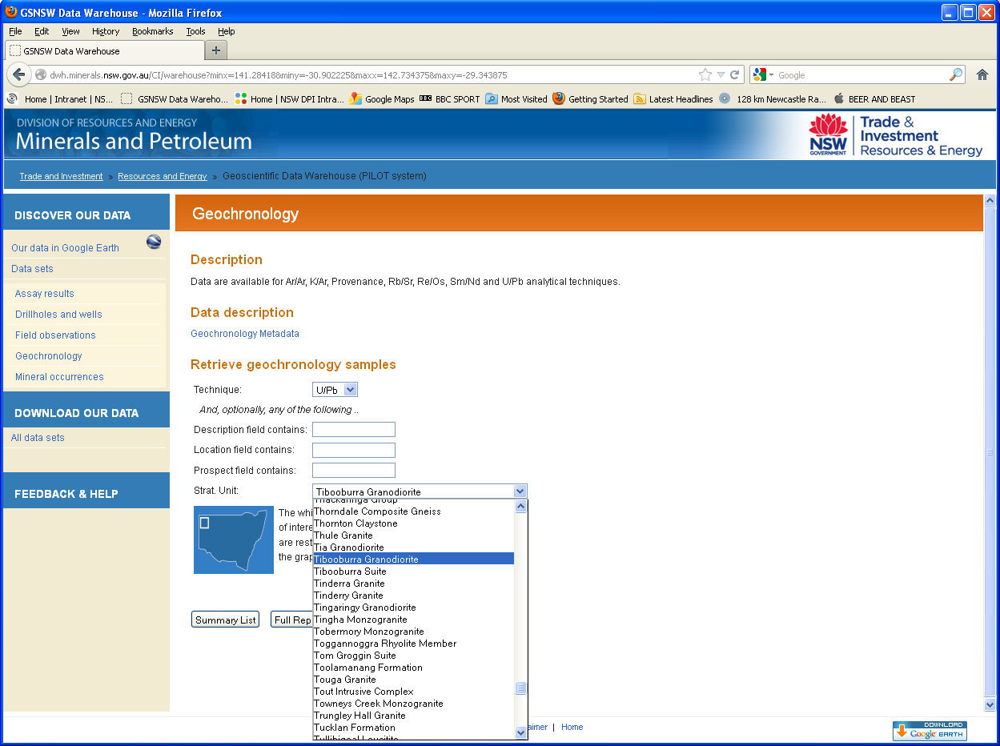 GSNSW Data Warehouse - Mozilla Firefox
File Edit View History Bookmarks Tools Help
GSNSW Data Warehouse
dwh.minerals.nsw.gov.au/CI/warehouse?minx=141.28418&miny=-30.902225&maxx=142.734375&maxy=-29.343875
Google
Home | Intranet | NS... GSNSW Data Wareho... Home | NSW DPI Intra... Google Maps BBC BBC SPORT Most Visited Getting Started Latest Headlines 128 km Newcastle Ra... BEER AND BEAST
DIVISION OF RESOURCES AND ENERGY
Minerals and Petroleum
NSW
GOVERNMENT
Trade &
Investment
Resources & Energy
Trade and Investment » Resources and Energy » Geoscientific Data Warehouse (PILOT system)
DISCOVER OUR DATA
Our data in Google Earth
Data sets
Assay results
Drillholes and wells
Field observations
Geochronology
Mineral occurrences
DOWNLOAD OUR DATA
All data sets
FEEDBACK & HELP
Geochronology
Description
Data are available for Ar/Ar, K/Ar, Provenance, Rb/Sr, Re/Os, Sm/Nd and U/Pb analytical techniques.
Data description
Geochronology Metadata
Retrieve geochronology samples
Technique: U/Pb
And, optionally, any of the following ..
Description field contains:
Location field contains:
Prospect field contains:
Strat. Unit: Tibooburra Granodiorite
The whi
of intere
are rest
the grap
Thackaringa Group
Thorndale Composite Gneiss
Thornton Claystone
Thule Granite
Tia Granodiorite
Tibooburra Granodiorite
Tibooburra Suite
Tinderra Granite
Tinderry Granite
Tingaringy Granodiorite
Tingha Monzogranite
Tobermory Monzogranite
Toggannoggra Rhyolite Member
Tom Groggin Suite
Toolamanang Formation
Touga Granite
Tout Intrusive Complex
Towneys Creek Monzogranite
Trungley Hall Granite
Tucklan Formation
Tullibigeal Leucitite
Summary List Full Rep
aimer | Home
DOWNLOAD
Google EARTH